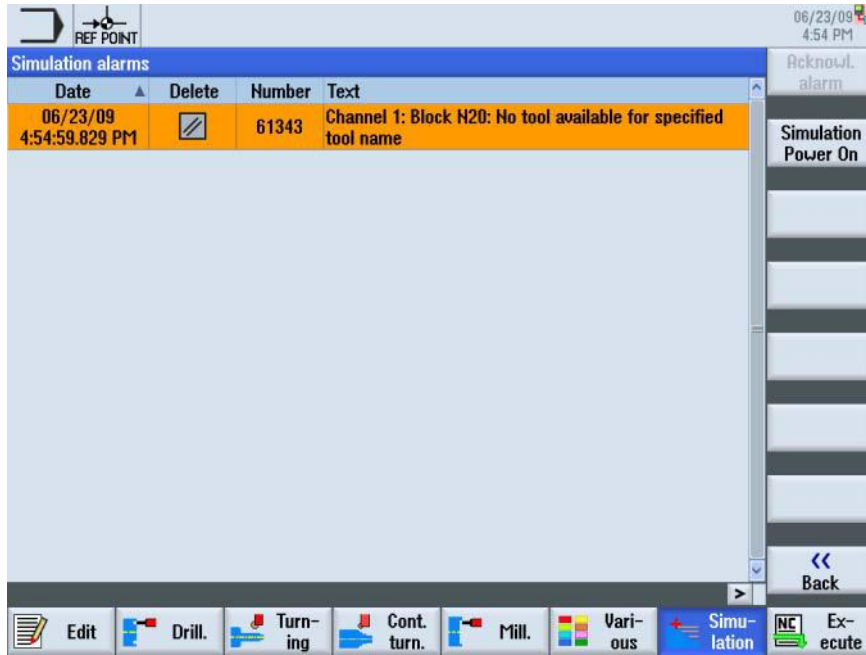 REF POINT
06/23/09
4:54 PM
Simulation alarms
Date Delete Number Text
06/23/09
4:54:59.829 PM
61343
Channel 1: Block N20: No tool available for specified
tool name
Acknowl.
alarm
Simulation
Power On
<<
Back
>
Edit
Drill.
Turn-
ing
Cont.
turn.
Mill.
Vari-
ous
Simu-
lation
NC
Ex-
ecute